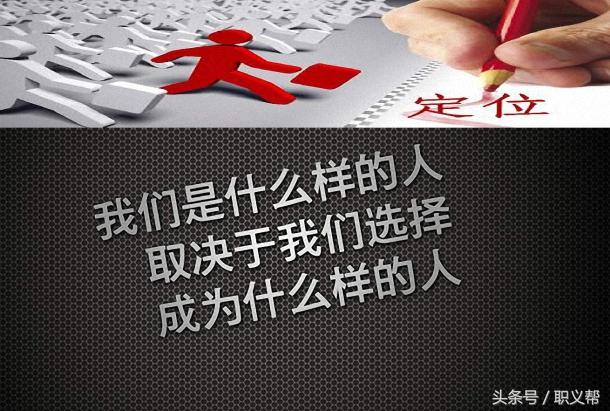 定位
我们是什么样的人
取决于我们选择
成为什么样的人
头条号 / 职义帮